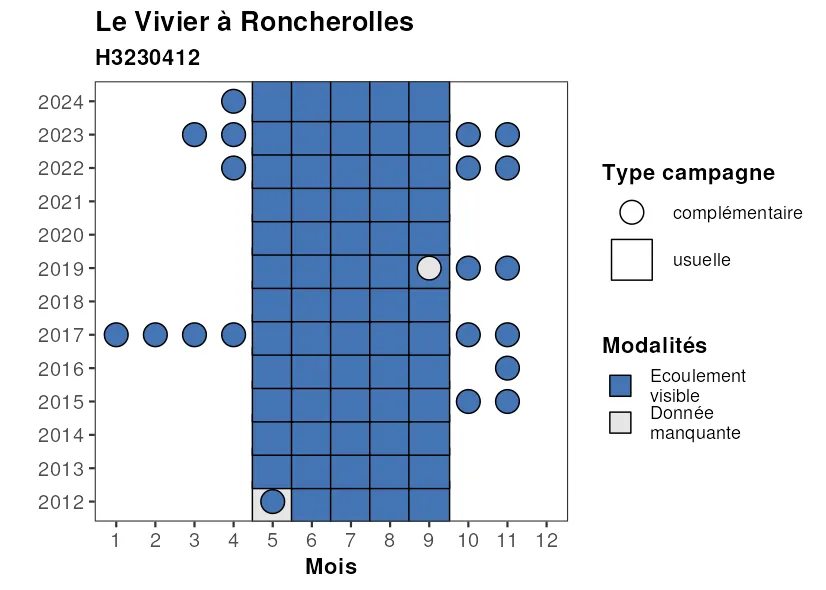 Le Vivier à Roncherolles
H3230412
2024
2023
2022
2021
2020
2019
2018
2017
2016
2015
2014
2013
2012
1 2 3 4 5 6 7 8 9 10 11 12
Mois
Type campagne
complémentaire
usuelle
Modalités
Ecoulement
visible
Donnée
manquante